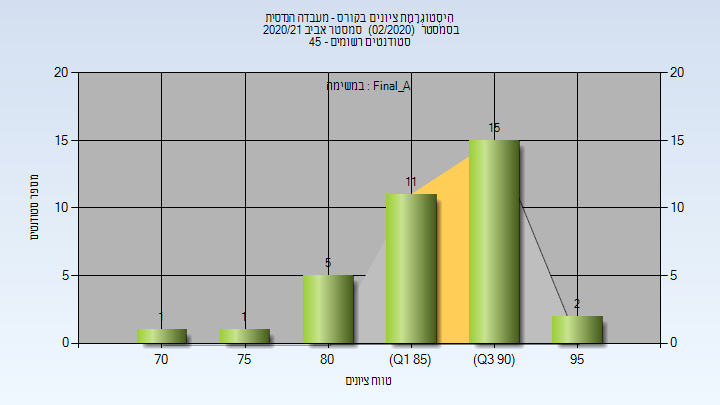 היסטוגרמת ציונים בקורס - מעבדה הנדסית
בסמסטר (02/2020) סמסטר אביב 2020/21
סטודנטים רשומים - 45
במשימה : Final_A
20
20
15
15
10
10
5
5
0
0
1
1
5
11
15
2
70
75
80
(Q1 85)
(Q3 90)
95
מספר סטודנטים
טווח ציונים